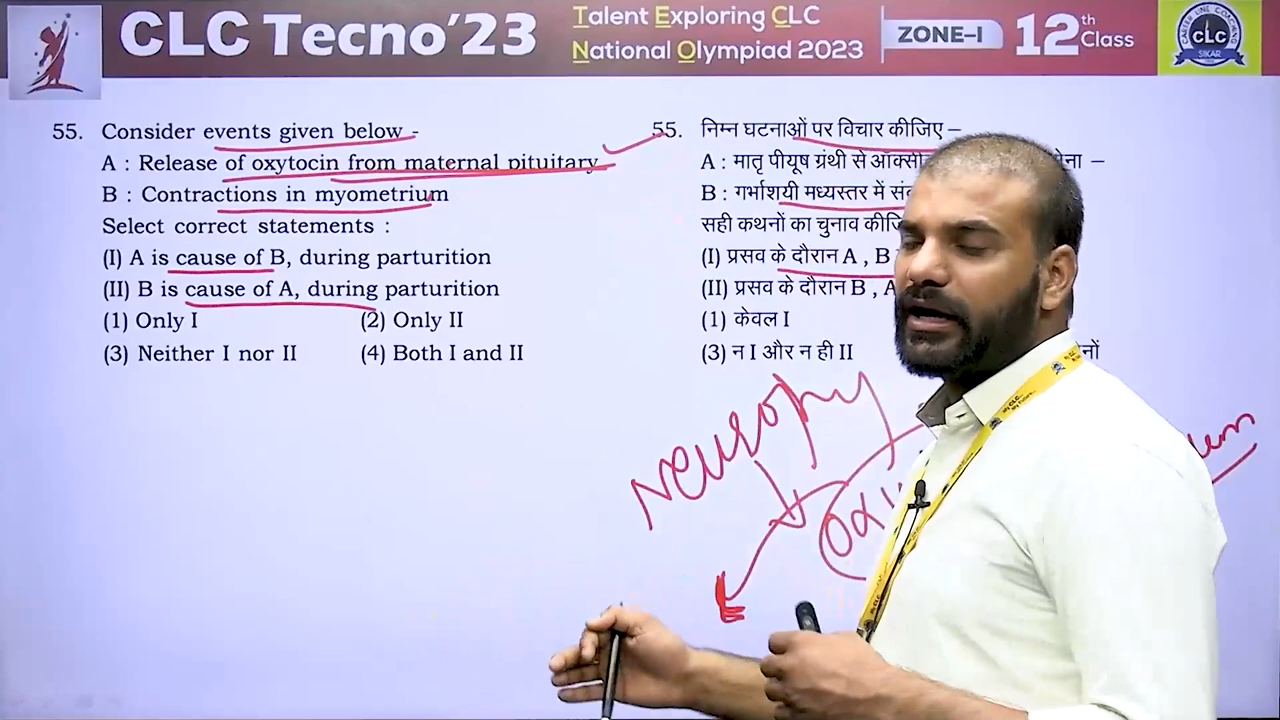 CLC Tecno'23
Talent Exploring CLC
National Olympiad 2023
ZONE–I
12th Class
CAREER LINE COACHING
CLC
SIKAR
55. Consider events given below -
A : Release of oxytocin from maternal pituitary
B : Contractions in myometrium
Select correct statements :
(I) A is cause of B, during parturition
(II) B is cause of A, during parturition
(1) Only I (2) Only II
(3) Neither I nor II (4) Both I and II
55. निम्न घटनाओं पर विचार कीजिए –
A : मातृ पीयूष ग्रंथी से
B : गर्भाशयी मध्यस्तर में
सही कथनों का चुनाव
(I) प्रसव के दौरान A , B
(II) प्रसव के दौरान B , A
(1) केवल I
(3) न I और न ही II